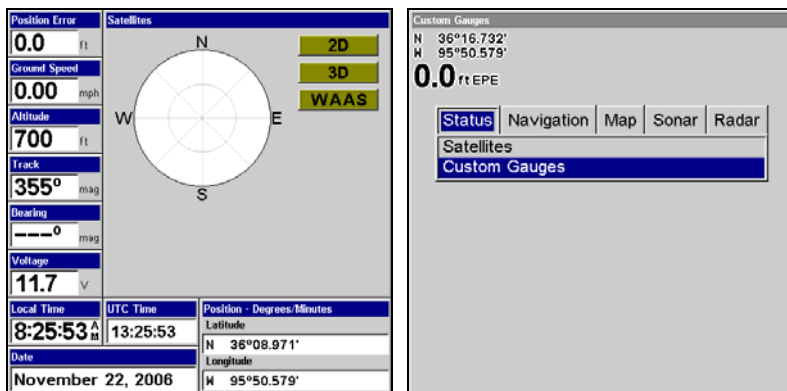 Position Error
0.0 ft
Ground Speed
0.00 mph
Altitude
700 ft
Track
355° mag
Bearing
---° mag
Voltage
11.7 V
Local Time
8:25:53 AM
Date
November 22, 2006
Satellites
N
W
E
S
2D
3D
WAAS
UTC Time
13:25:53
Position - Degrees/Minutes
Latitude
N 36°08.971'
Longitude
W 95°50.579'
Custom Gauges
N 36°16.732'
W 95°50.579'
0.0 ft EPE
Status Navigation Map Sonar Radar
Satellites
Custom Gauges